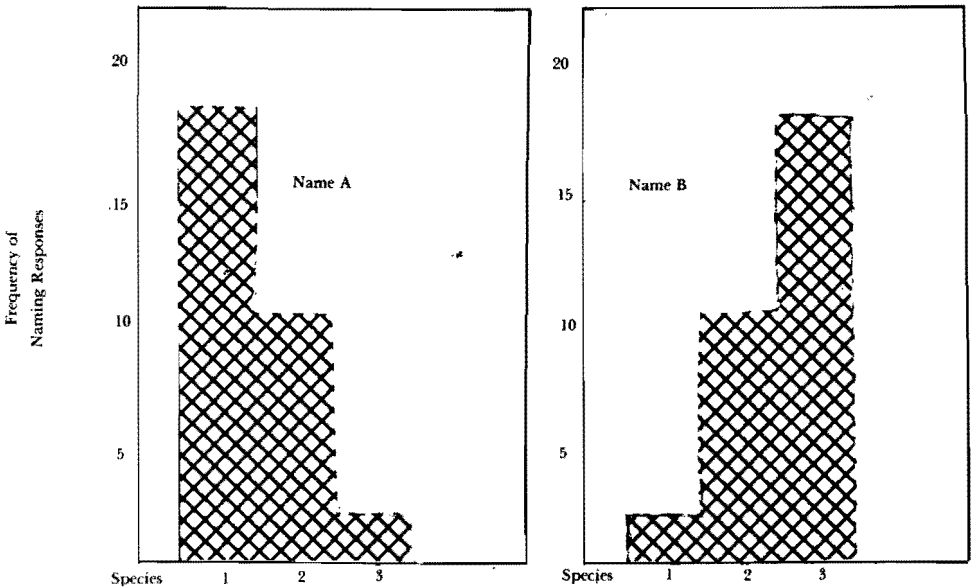 Frequency of
Naming Responses
20
15
10
5
Name A
Species 1 2 3
20
15
10
5
Name B
Species 1 2 3